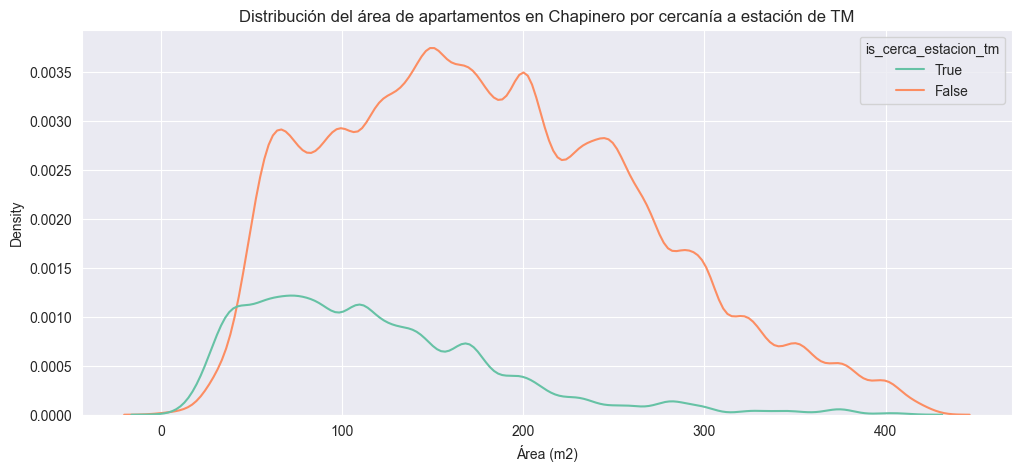 Distribución del área de apartamentos en Chapinero por cercanía a estación de TM
is_cerca_estacion_tm
True
False
Density
0.0035
0.0030
0.0025
0.0020
0.0015
0.0010
0.0005
0.0000
0 100 200 300 400
Área (m2)